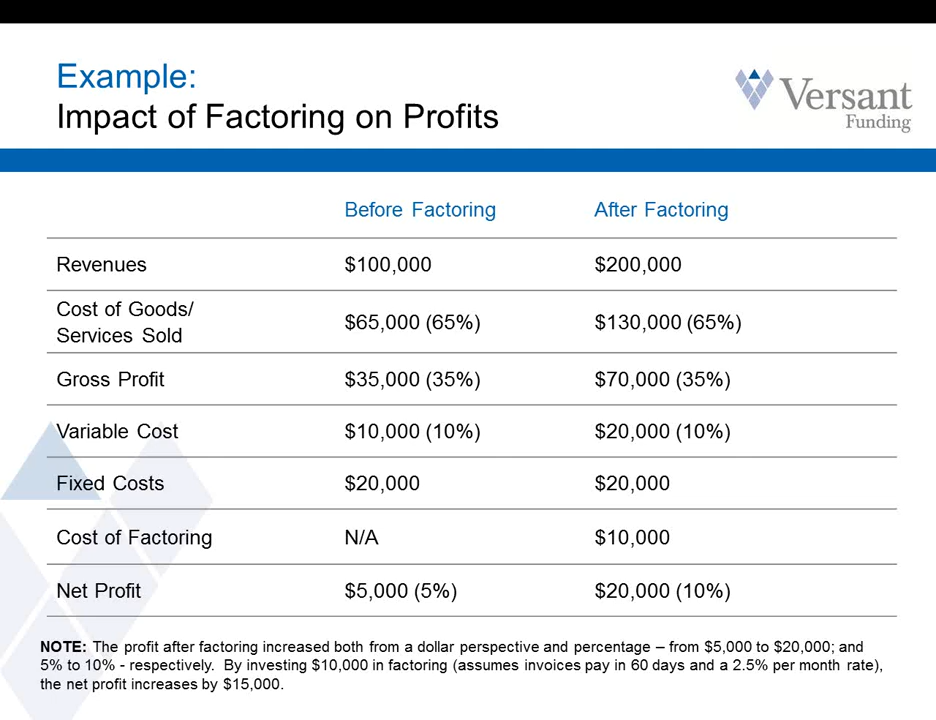 Example:
Impact of Factoring on Profits
Versant
Funding
Before Factoring After Factoring
Revenues $100,000 $200,000
Cost of Goods/
Services Sold $65,000 (65%) $130,000 (65%)
Gross Profit $35,000 (35%) $70,000 (35%)
Variable Cost $10,000 (10%) $20,000 (10%)
Fixed Costs $20,000 $20,000
Cost of Factoring N/A $10,000
Net Profit $5,000 (5%) $20,000 (10%)
NOTE: The profit after factoring increased both from a dollar perspective and percentage – from $5,000 to $20,000; and
5% to 10% - respectively. By investing $10,000 in factoring (assumes invoices pay in 60 days and a 2.5% per month rate),
the net profit increases by $15,000.